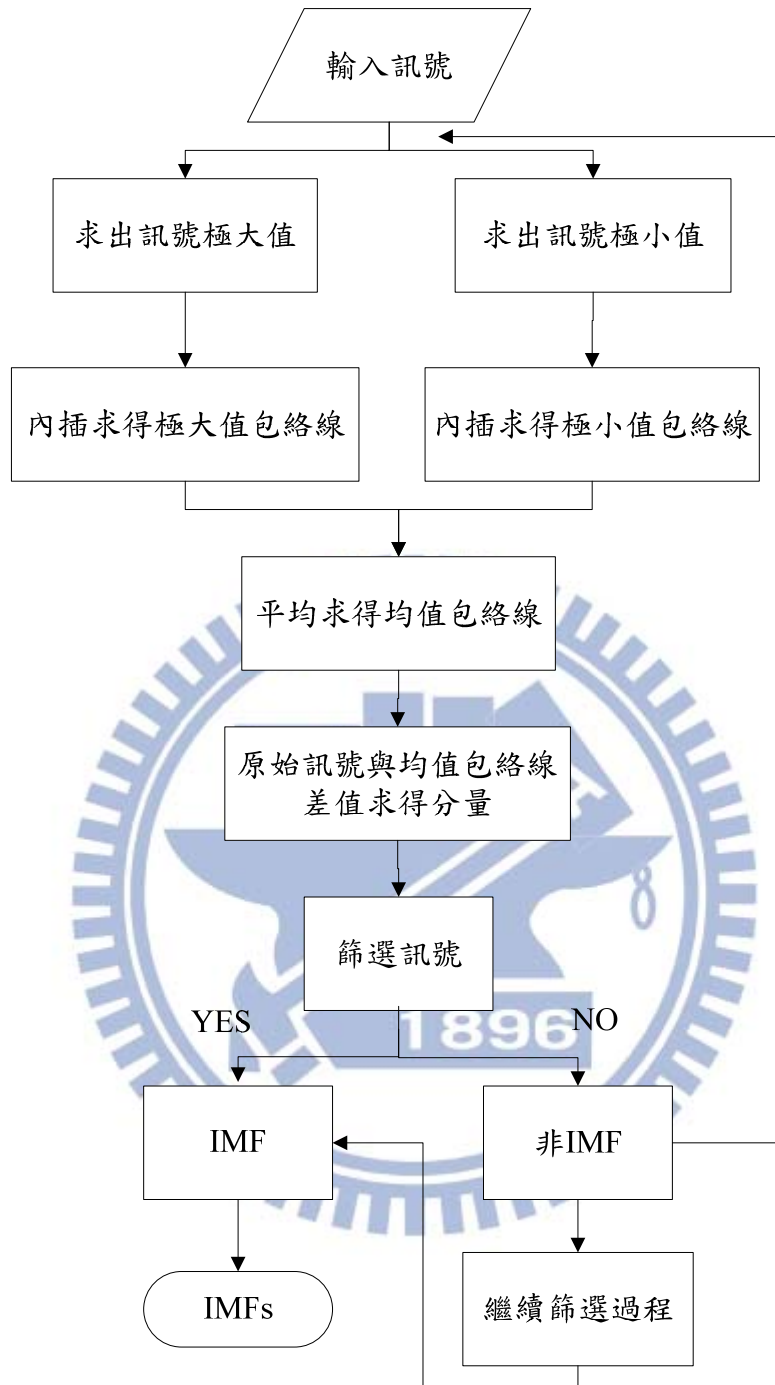 輸入訊號
求出訊號極大值
求出訊號極小值
內插求得極大值包絡線
內插求得極小值包絡線
平均求得均值包絡線
原始訊號與均值包絡線
差值求得分量
篩選訊號
YES
1896
NO
IMF
非IMF
IMFs
繼續篩選過程